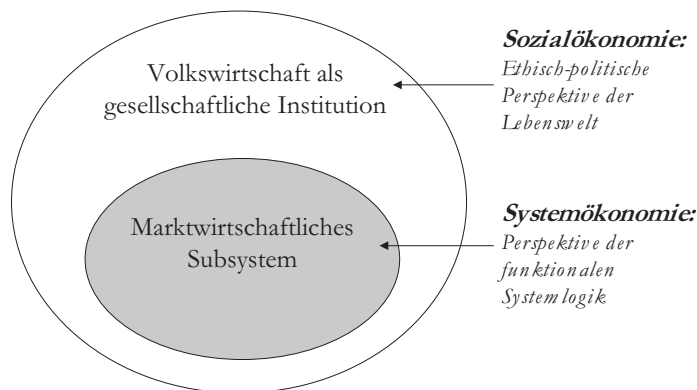 Volkswirtschaft als
gesellschaftliche Institution
Sozialökonomie:
Ethisch-politische
Perspektive der
Lebenswelt
Marktwirtschaftliches
Subsystem
Systemökonomie:
Perspektive der
funktionalen
Systemlogik